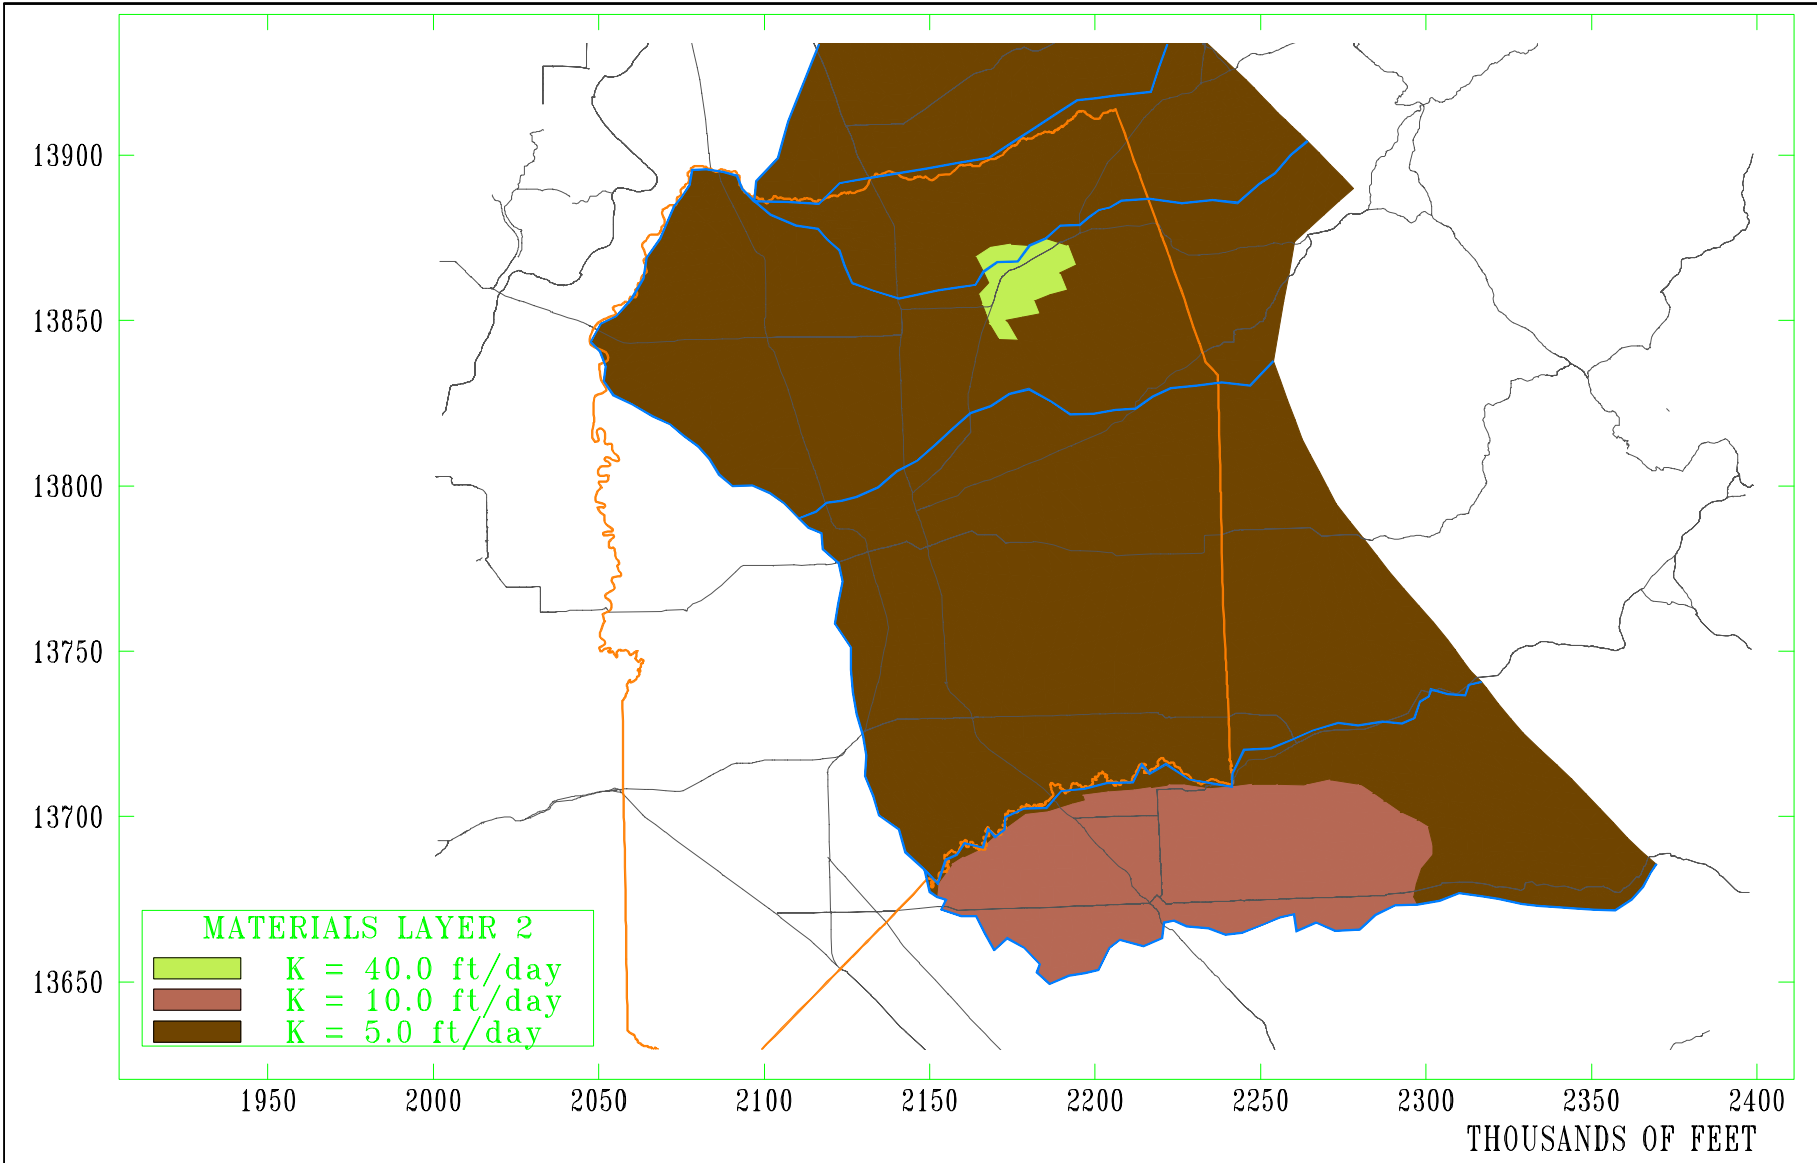 13900
13850
13800
13750
13700
13650
MATERIALS LAYER 2
K = 40.0 ft/day
K = 10.0 ft/day
K = 5.0 ft/day
1950 2000 2050 2100 2150 2200 2250 2300 2350 2400
THOUSANDS OF FEET